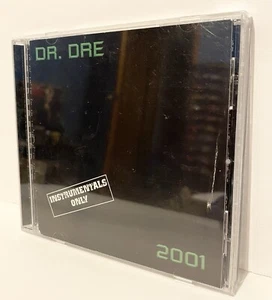 DR. DRE
INSTRUMENTALS
ONLY
2001